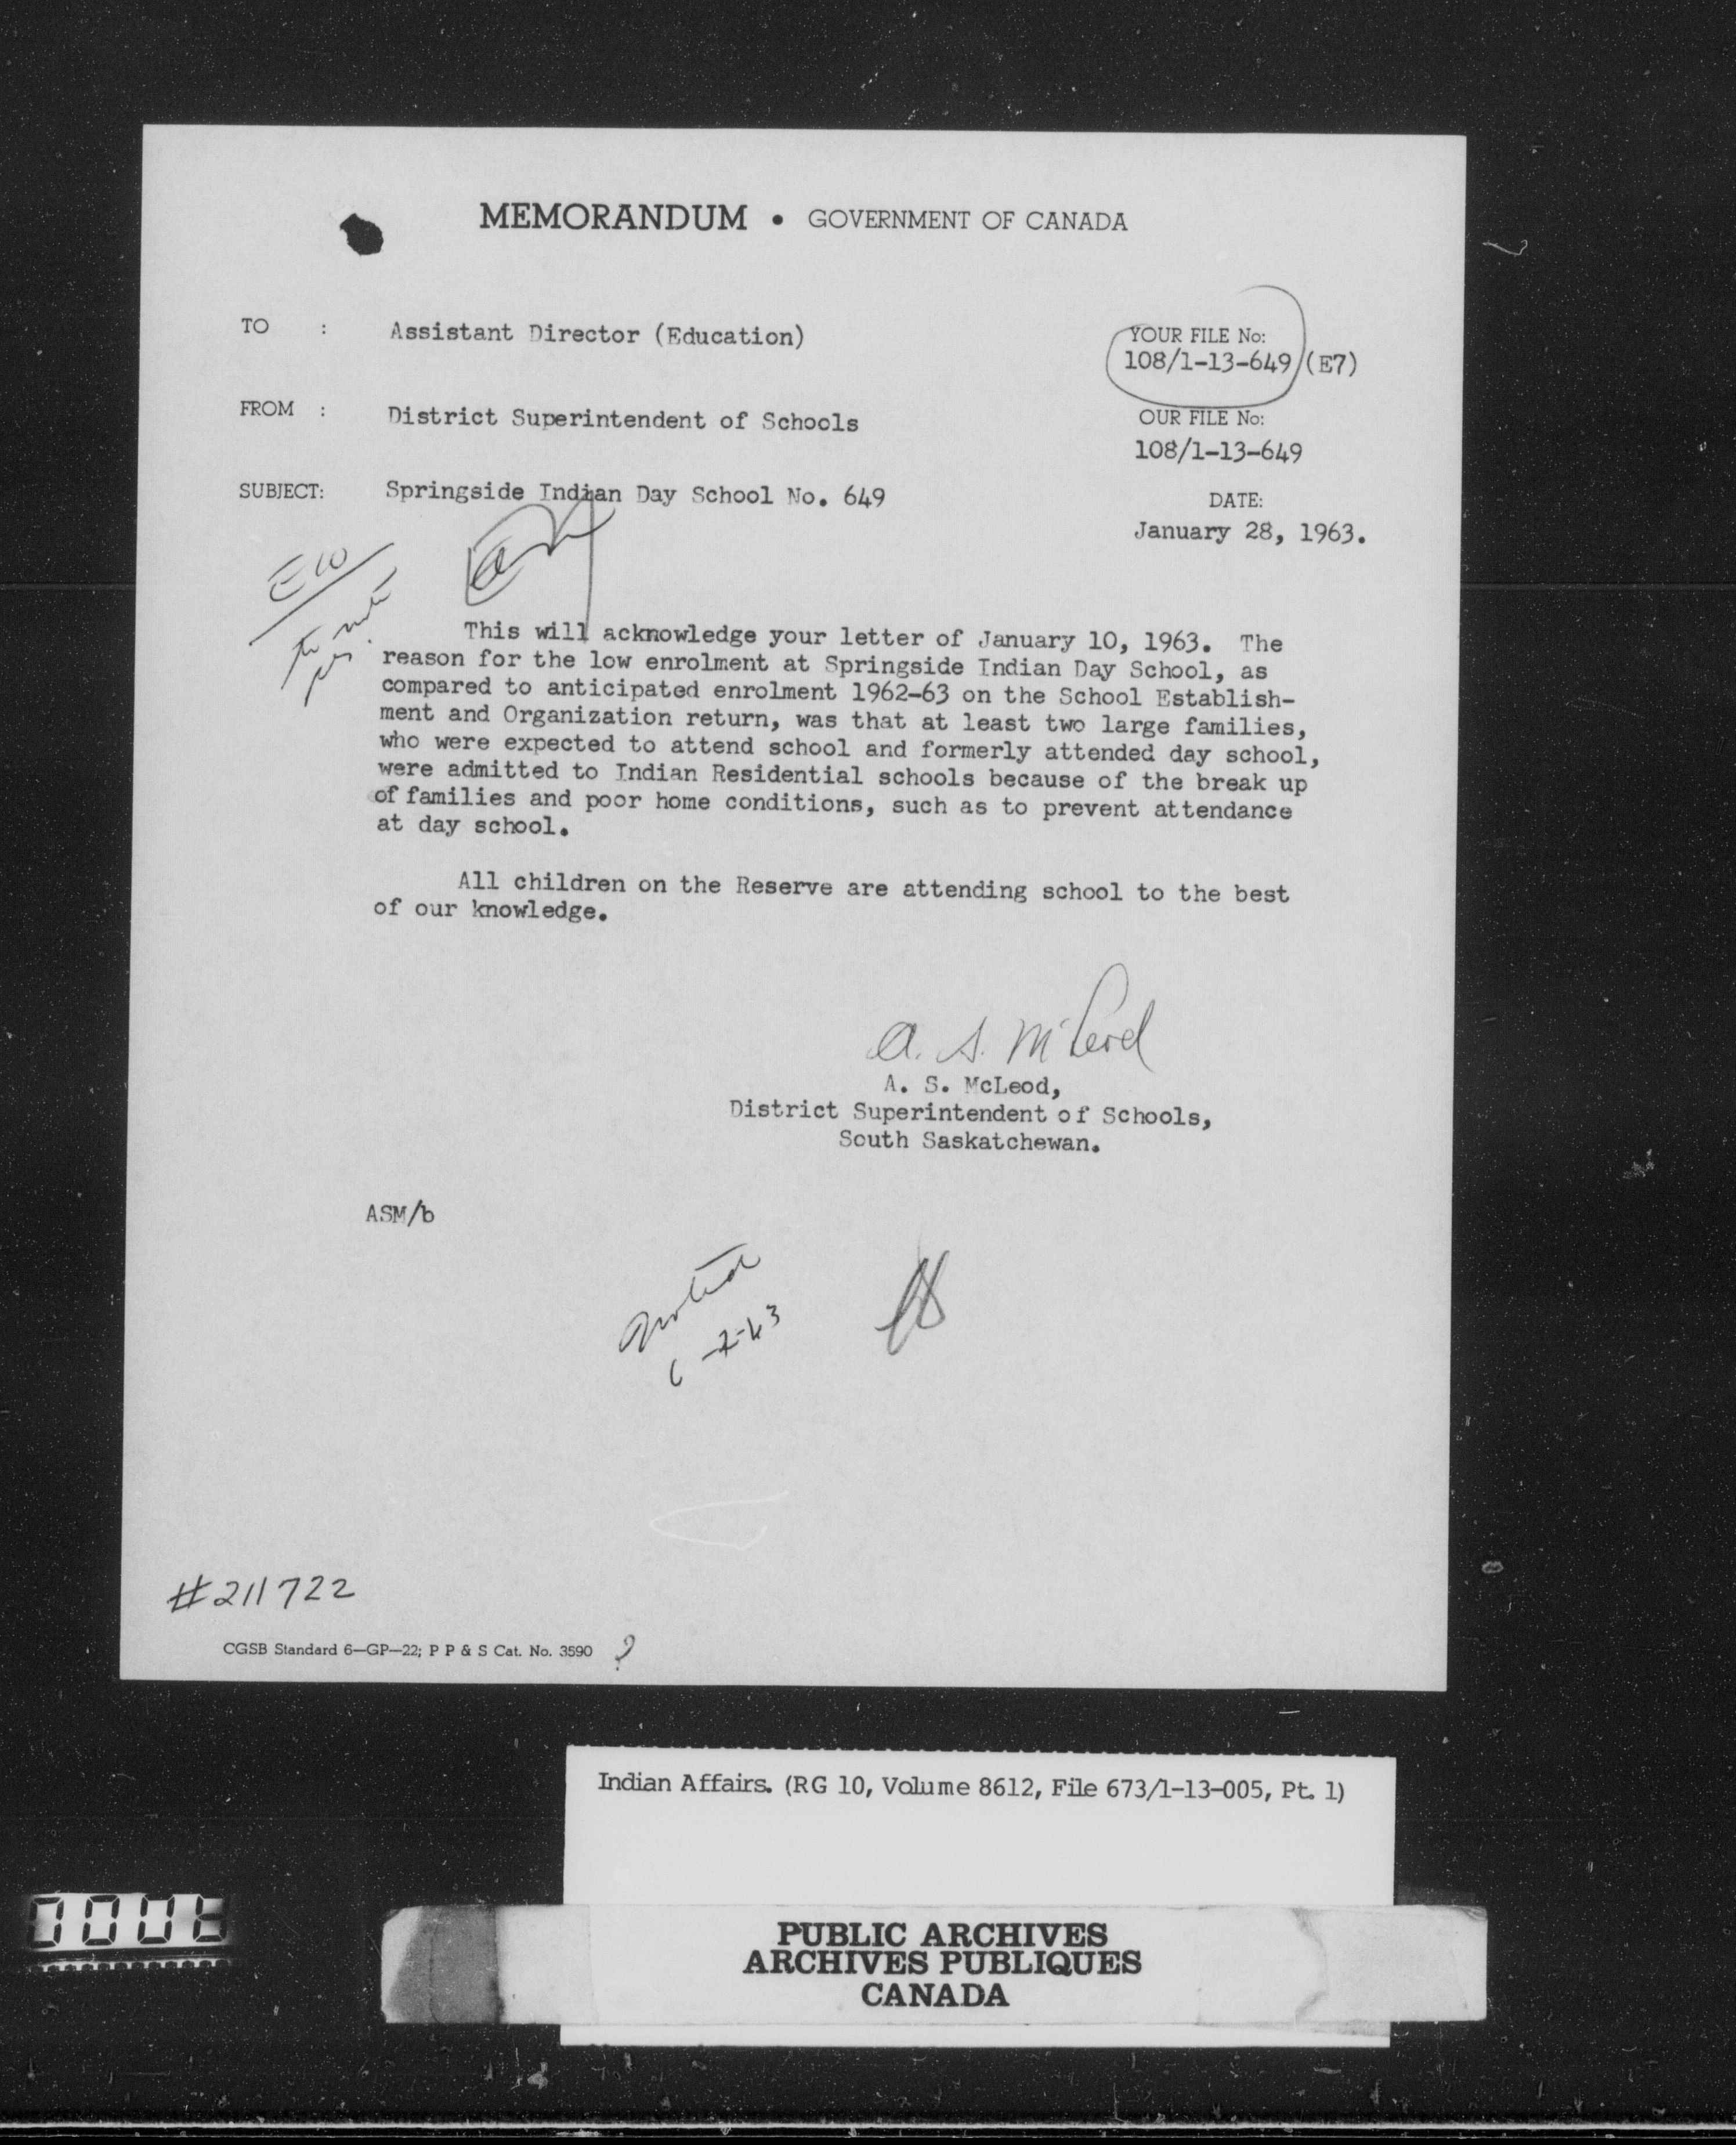 MEMORANDUM • GOVERNMENT OF CANADA
TO : Assistant Director (Education)
YOUR FILE No:
108/1-13-649 (E7)
FROM : District Superintendent of Schools
OUR FILE No:
108/1-13-649
SUBJECT: Springside Indian Day School No. 649
DATE:
January 28, 1963.
E10
to note
This will acknowledge your letter of January 10, 1963. The
reason for the low enrolment at Springside Indian Day School, as
compared to anticipated enrolment 1962-63 on the School Establish-
ment and Organization return, was that at least two large families,
who were expected to attend school and formerly attended day school,
were admitted to Indian Residential schools because of the break up
of families and poor home conditions, such as to prevent attendance
at day school.
All children on the Reserve are attending school to the best
of our knowledge.
A. S. McLeod
A. S. McLeod,
District Superintendent of Schools,
South Saskatchewan.
ASM/b
Noted
6-2-63
#211722
CGSB Standard 6—GP—22; P P & S Cat. No. 3590 ?
Indian Affairs. (RG 10, Volume 8612, File 673/1-13-005, Pt. 1)
PUBLIC ARCHIVES
ARCHIVES PUBLIQUES
CANADA